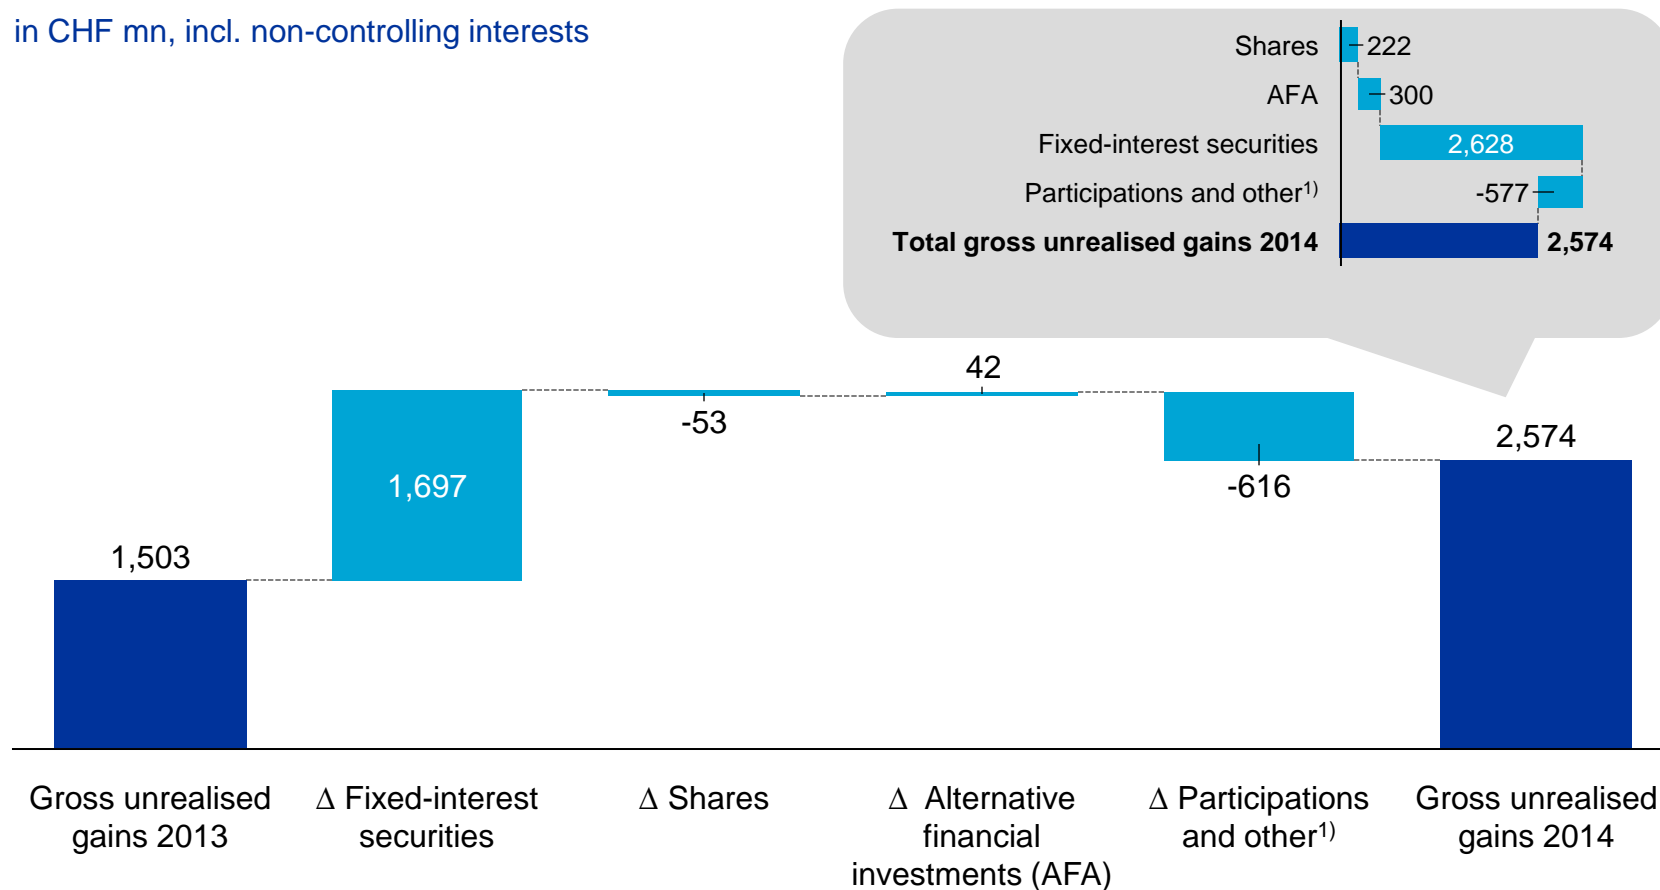 in CHF mn, incl. non-controlling interests
Shares 222
AFA 300
Fixed-interest securities 2,628
Participations and other1) -577
Total gross unrealised gains 2014 2,574
1,503
1,697
-53
42
-616
2,574
Gross unrealised
gains 2013
Δ Fixed-interest
securities
Δ Shares
Δ Alternative
financial
investments (AFA)
Δ Participations
and other1)
Gross unrealised
gains 2014